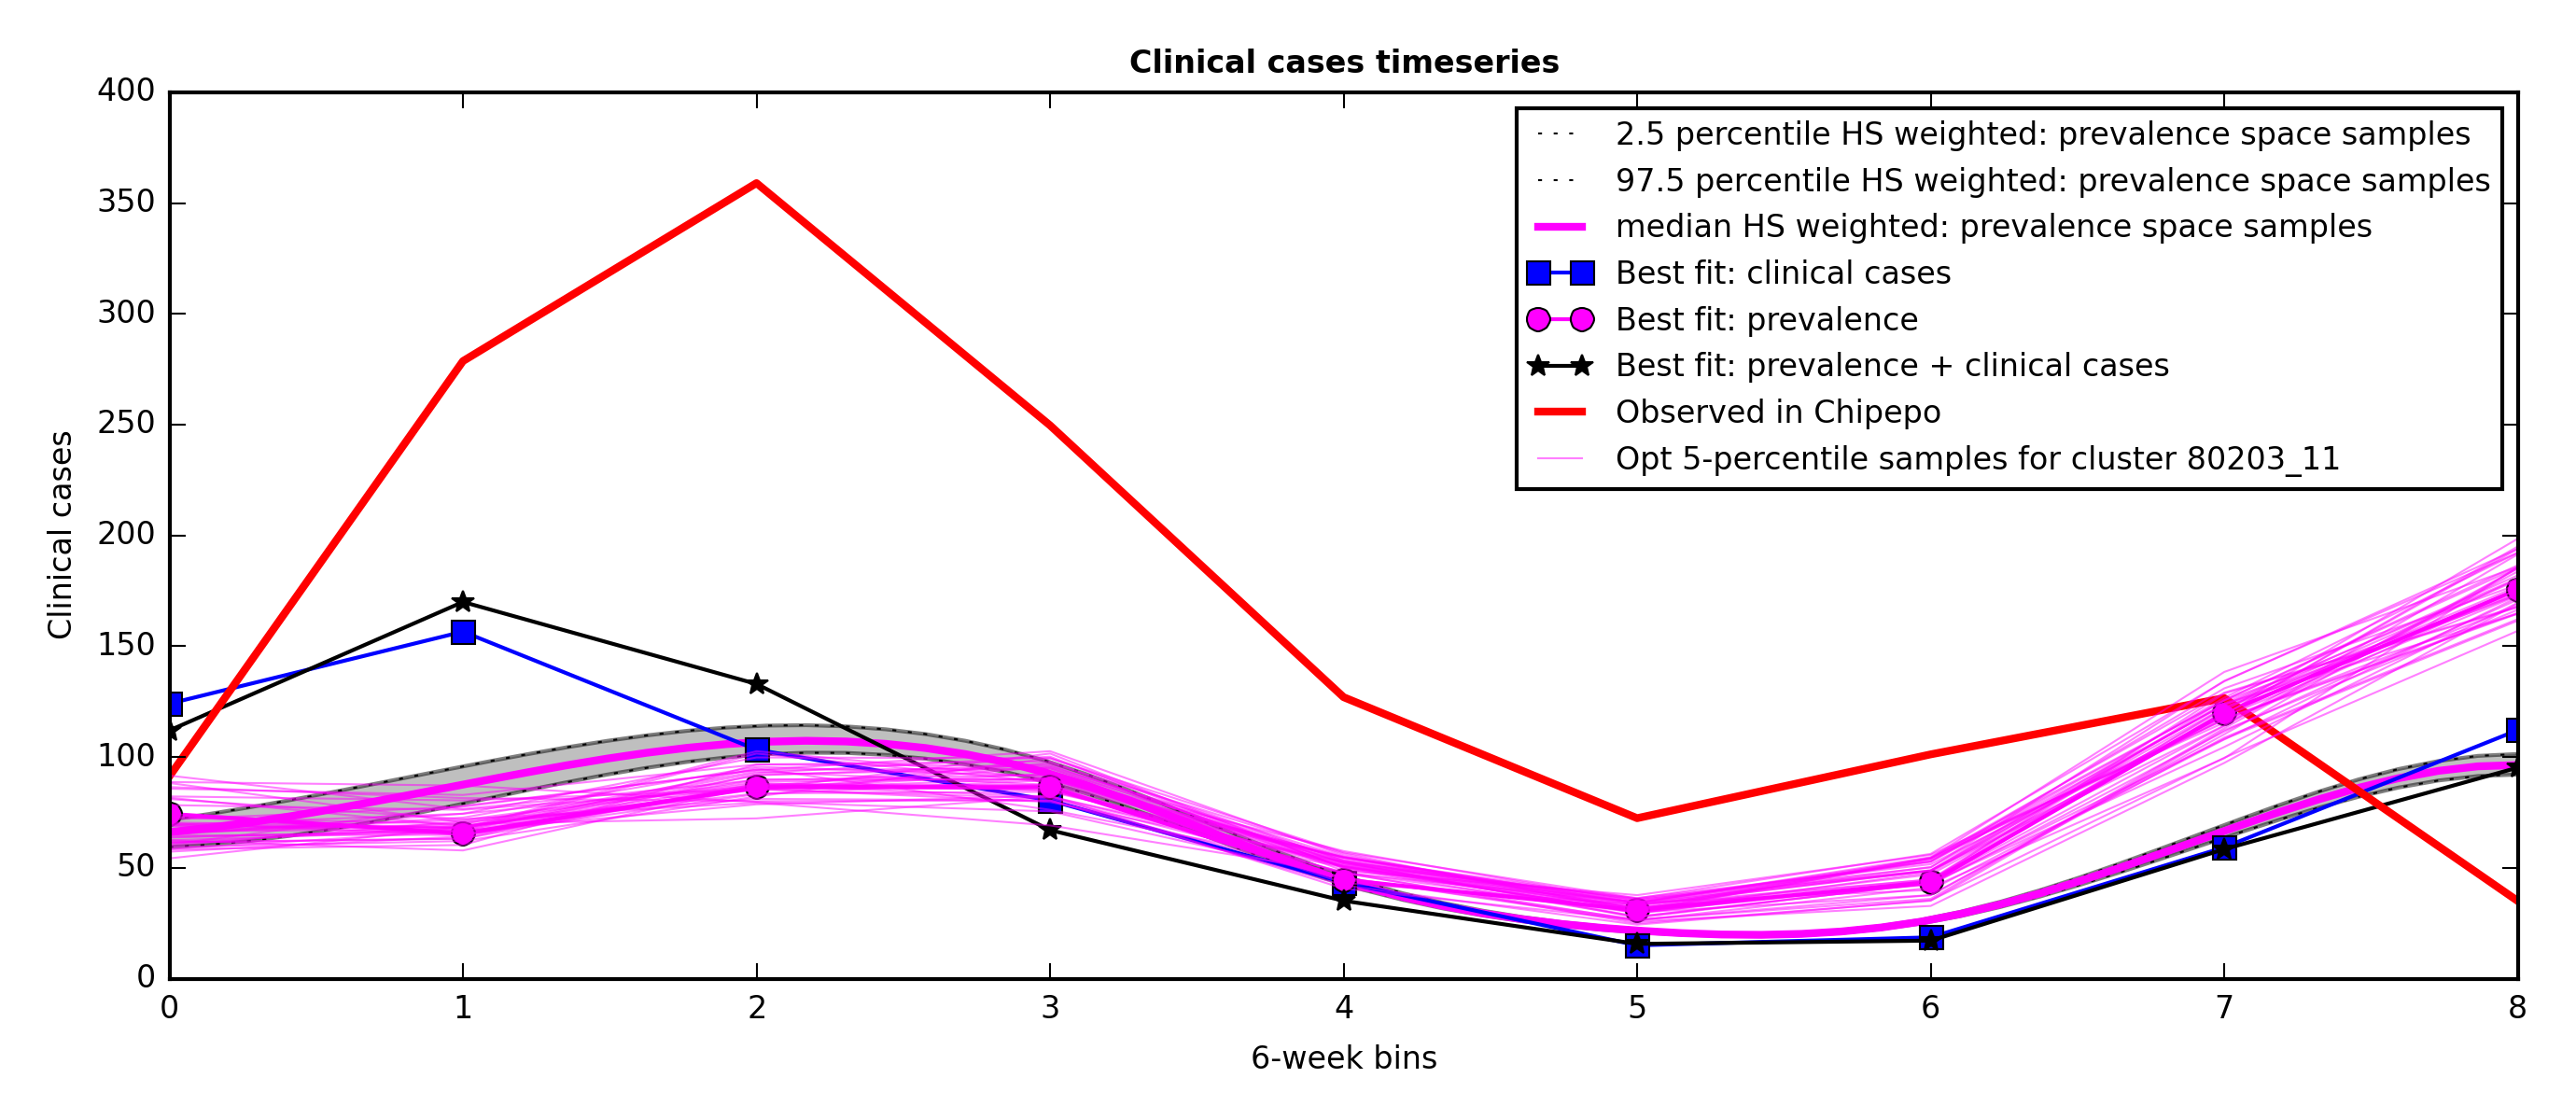 Clinical cases timeseries
400
350
300
250
200
150
100
50
0
Clinical cases
2.5 percentile HS weighted: prevalence space samples
97.5 percentile HS weighted: prevalence space samples
median HS weighted: prevalence space samples
Best fit: clinical cases
Best fit: prevalence
Best fit: prevalence + clinical cases
Observed in Chipepo
Opt 5-percentile samples for cluster 80203_11
0 1 2 3 4 5 6 7 8
6-week bins